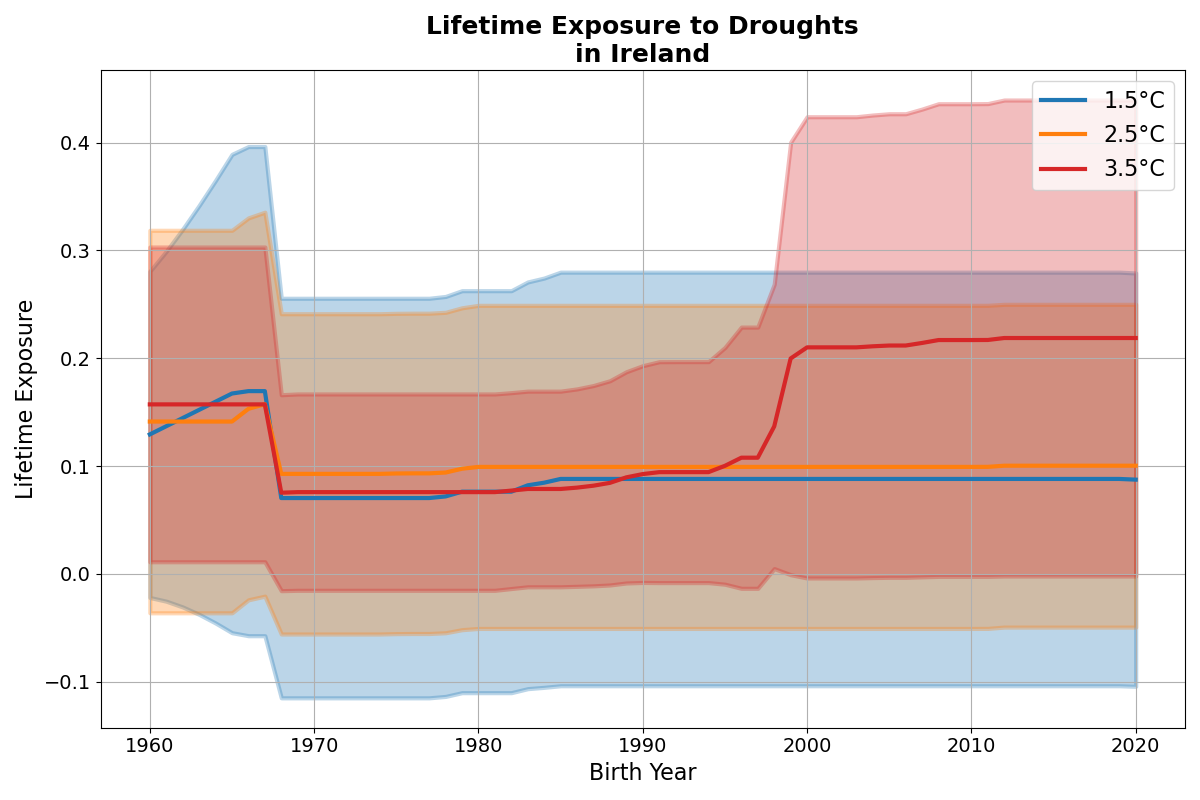 Lifetime Exposure to Droughts
in Ireland
1.5°C
2.5°C
3.5°C
Lifetime Exposure
0.4
0.3
0.2
0.1
0.0
−0.1
1960 1970 1980 1990 2000 2010 2020
Birth Year